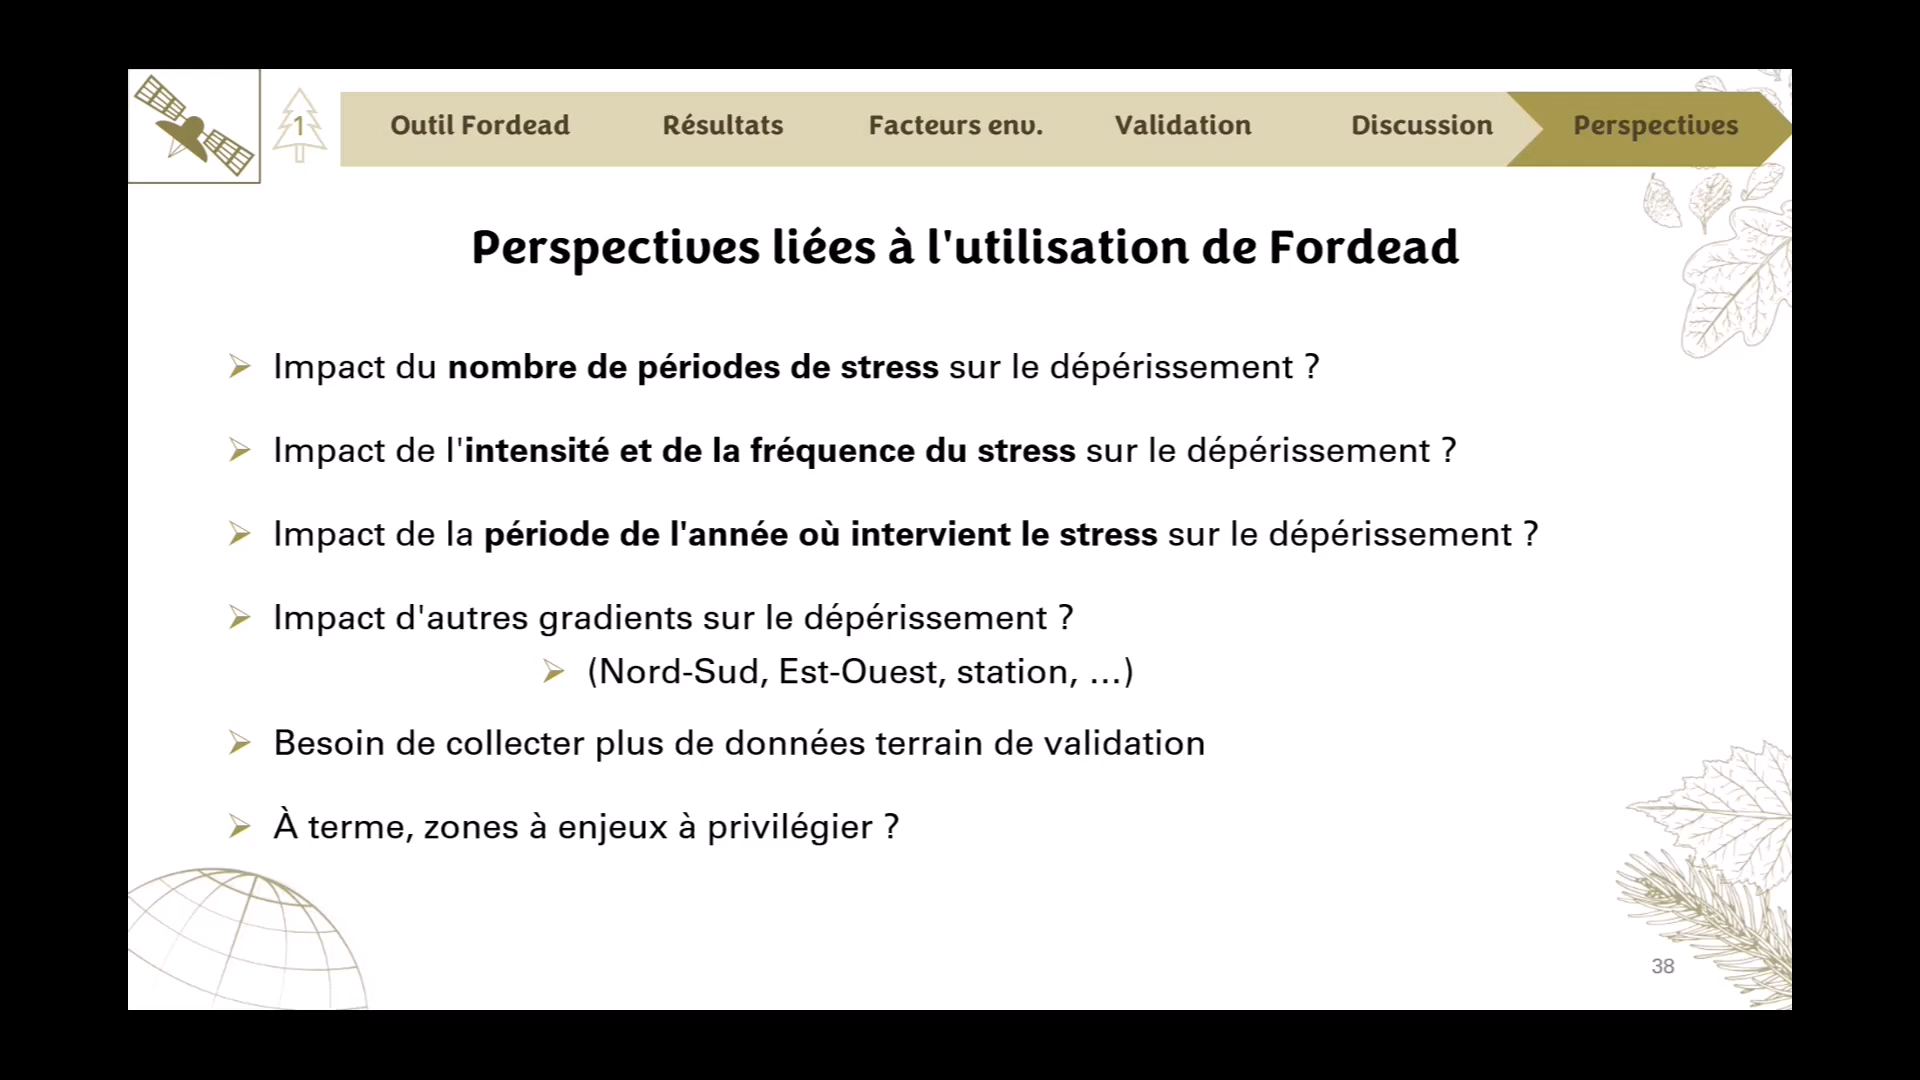 1
Outil Fordead
Résultats
Facteurs env.
Validation
Discussion
Perspectives
Perspectives liées à l'utilisation de Fordead
Impact du nombre de périodes de stress sur le dépérissement ?
Impact de l'intensité et de la fréquence du stress sur le dépérissement ?
Impact de la période de l'année où intervient le stress sur le dépérissement ?
Impact d'autres gradients sur le dépérissement ?
(Nord-Sud, Est-Ouest, station, ...)
Besoin de collecter plus de données terrain de validation
À terme, zones à enjeux à privilégier ?
38